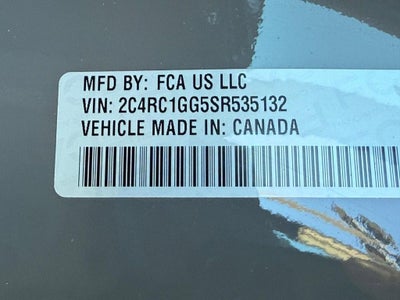 MFD BY: FCA US LLC
VIN: 2C4RC1GG5SR535132
VEHICLE MADE IN: CANADA